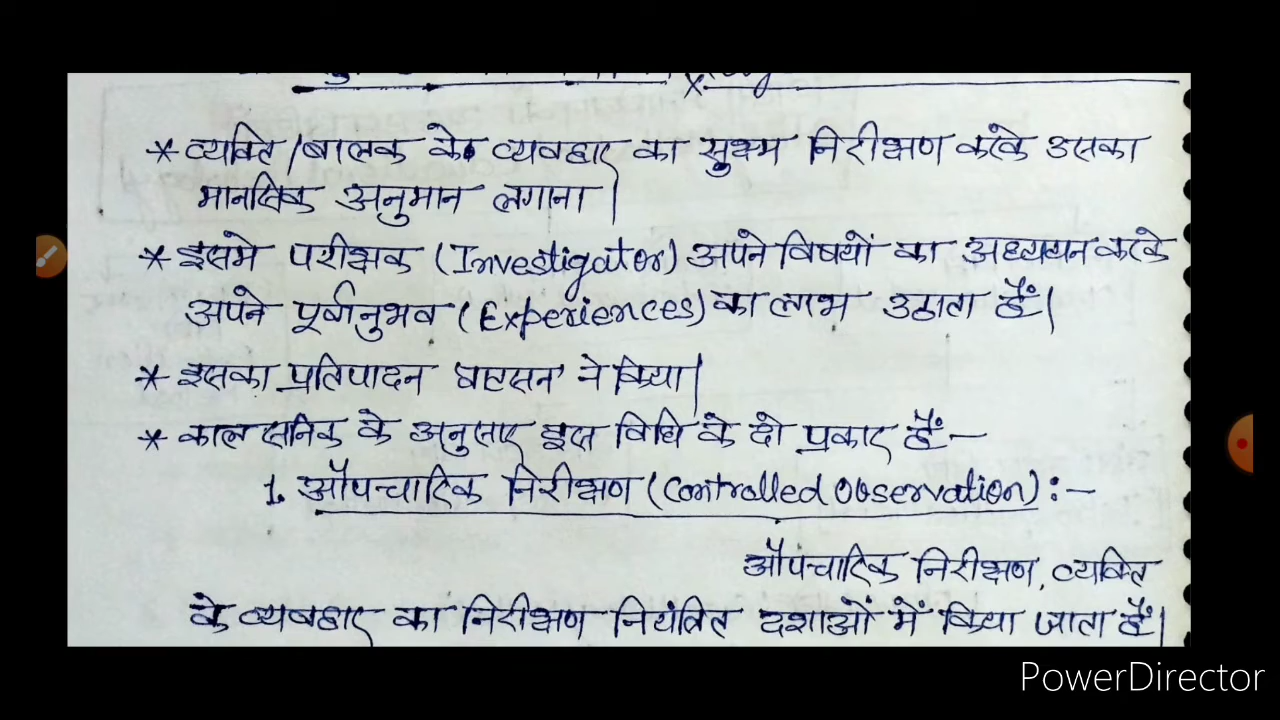 * व्यक्ति/बालक के व्यवहार का सुक्ष्म निरीक्षण करके उसका
मानसिक अनुमान लगाना|
* इसमे परीक्षक (Investigator) अपने विषयों का अध्ययन करके
अपने पूर्वानुभव (Experiences) का लाभ उठाता हैं|
* इसका प्रतिपादन 'वाटसन' ने किया|
* कालसनिक के अनुसार इस विधि के दो प्रकार हैं:-
1. औपचारिक निरीक्षण (Controlled Observation) :-
औपचारिक निरीक्षण, व्यक्ति
के व्यवहार का निरीक्षण नियंत्रित दशाओं में किया जाता हैं|
PowerDirector